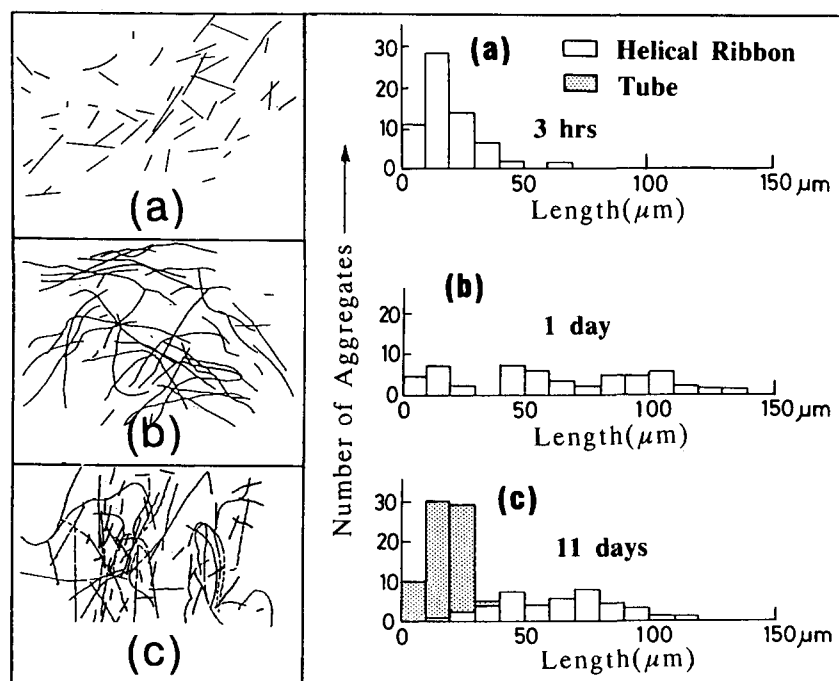 (a)
(b)
(c)
Number of Aggregates
(a)
Helical Ribbon
Tube
3 hrs
30
20
10
0
0 50 100 150 μm
Length(μm)
(b)
1 day
20
10
0
0 50 100 150 μm
Length(μm)
(c)
11 days
30
20
10
0
0 50 100 150 μm
Length(μm)